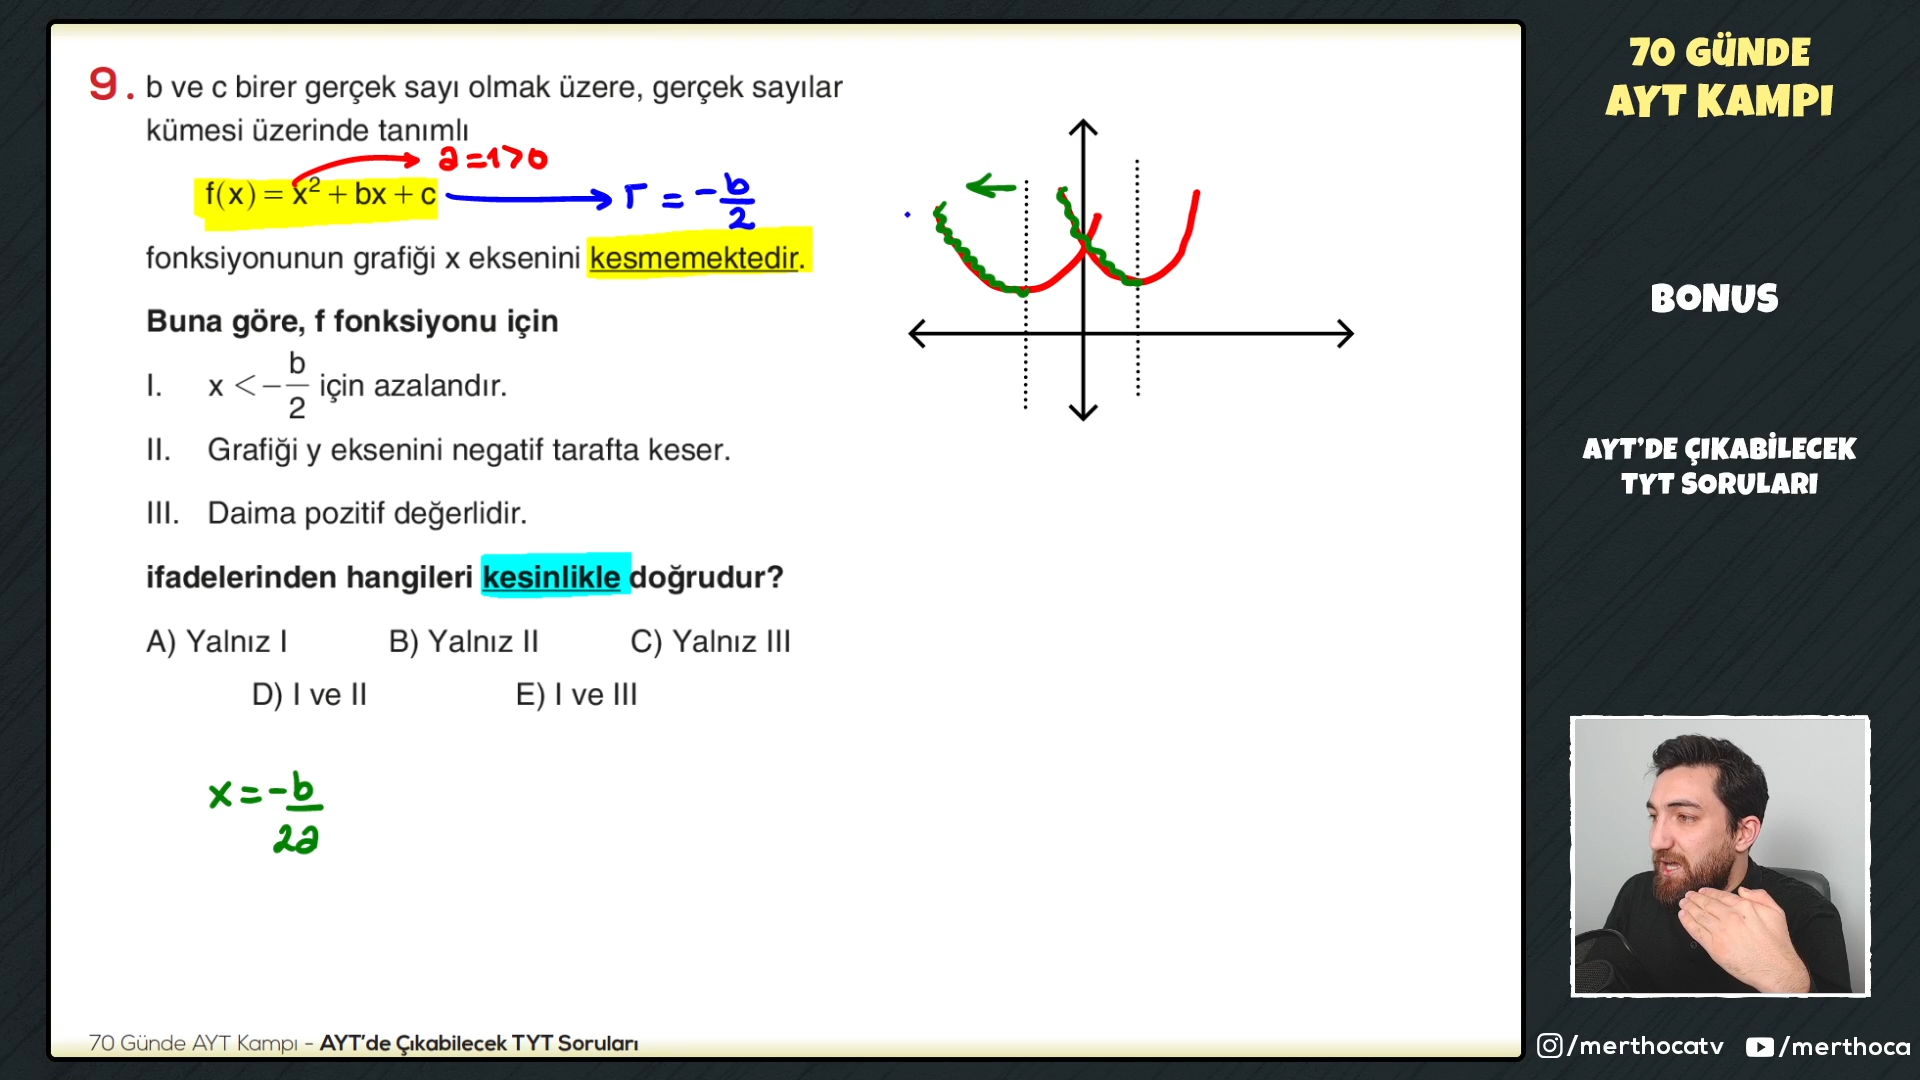 9. b ve c birer gerçek sayı olmak üzere, gerçek sayılar
kümesi üzerinde tanımlı
a=1>0
f(x) = x² + bx + c
r = -b/2
fonksiyonunun grafiği x eksenini kesmemektedir.
Buna göre, f fonksiyonu için
I. x < -b/2 için azalandır.
II. Grafiği y eksenini negatif tarafta keser.
III. Daima pozitif değerlidir.
ifadelerinden hangileri kesinlikle doğrudur?
A) Yalnız I B) Yalnız II C) Yalnız III
D) I ve II E) I ve III
x = -b/2a
70 Günde AYT Kampı - AYT'de Çıkabilecek TYT Soruları
70 GÜNDE
AYT KAMPI
BONUS
AYT'DE ÇIKABİLECEK
TYT SORULARI
/merthocatv /merthoca